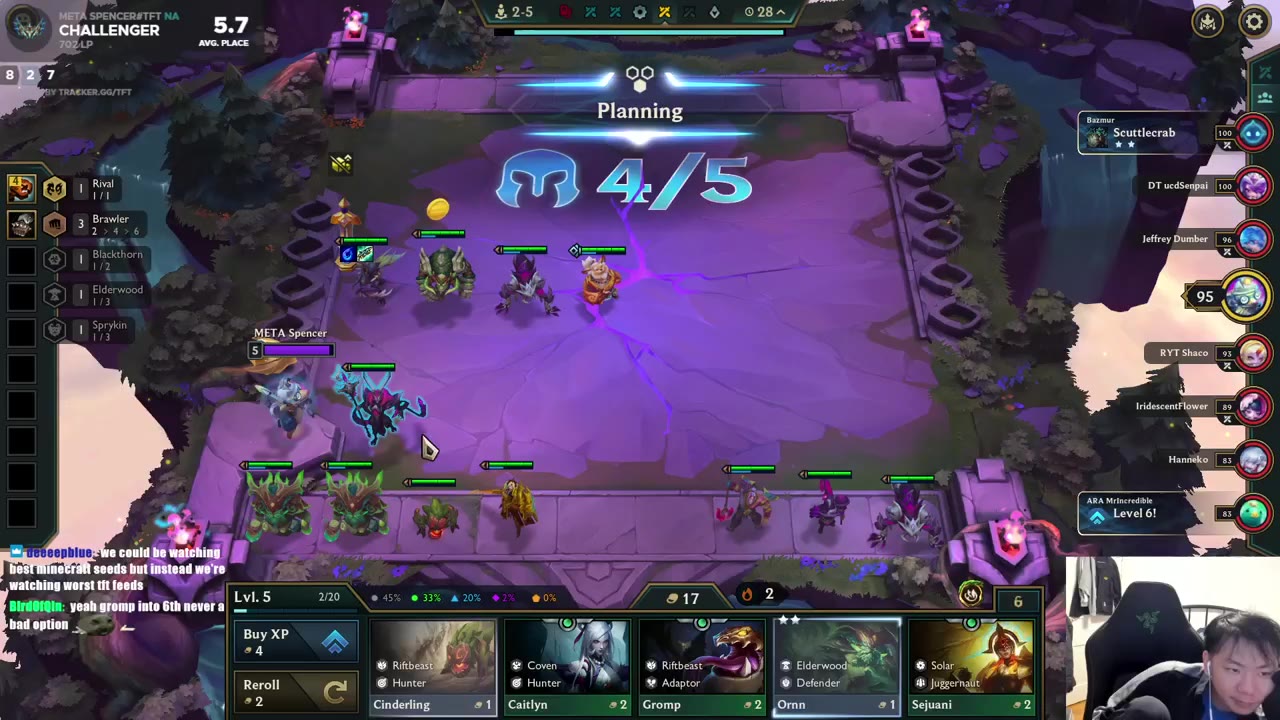 META SPENCER#TFT NA
CHALLENGER
702 LP
5.7
AVG. PLACE
8 2 7
BY TRACKER.GG/TFT
2-5
28
Planning
4/5
4
1
Rival
1 / 1
3
Brawler
2 > 4 > 6
1
Blackthorn
1 / 2
1
Elderwood
1 / 3
1
Sprykin
1 / 3
META Spencer
5
Bazmur
Scuttlecrab
100
DT ucdSenpai
100
Jeffrey Dumber
96
95
RYT Shaco
93
IridescentFlower
89
Hanneko
83
ARA MrIncredible
Level 6!
83
deeeepblue: we could be watching
best minecraft seeds but instead we're
watching worst tft feeds
BIrdOfQIn: yeah gromp into 6th never a
bad option
Lvl. 5
2/20
45%
33%
20%
2%
0%
17
2
6
Buy XP
4
Reroll
2
Riftbeast
Hunter
Cinderling
1
Coven
Hunter
Caitlyn
2
Riftbeast
Adaptor
Gromp
2
Elderwood
Defender
Ornn
1
Solar
Juggernaut
Sejuani
2